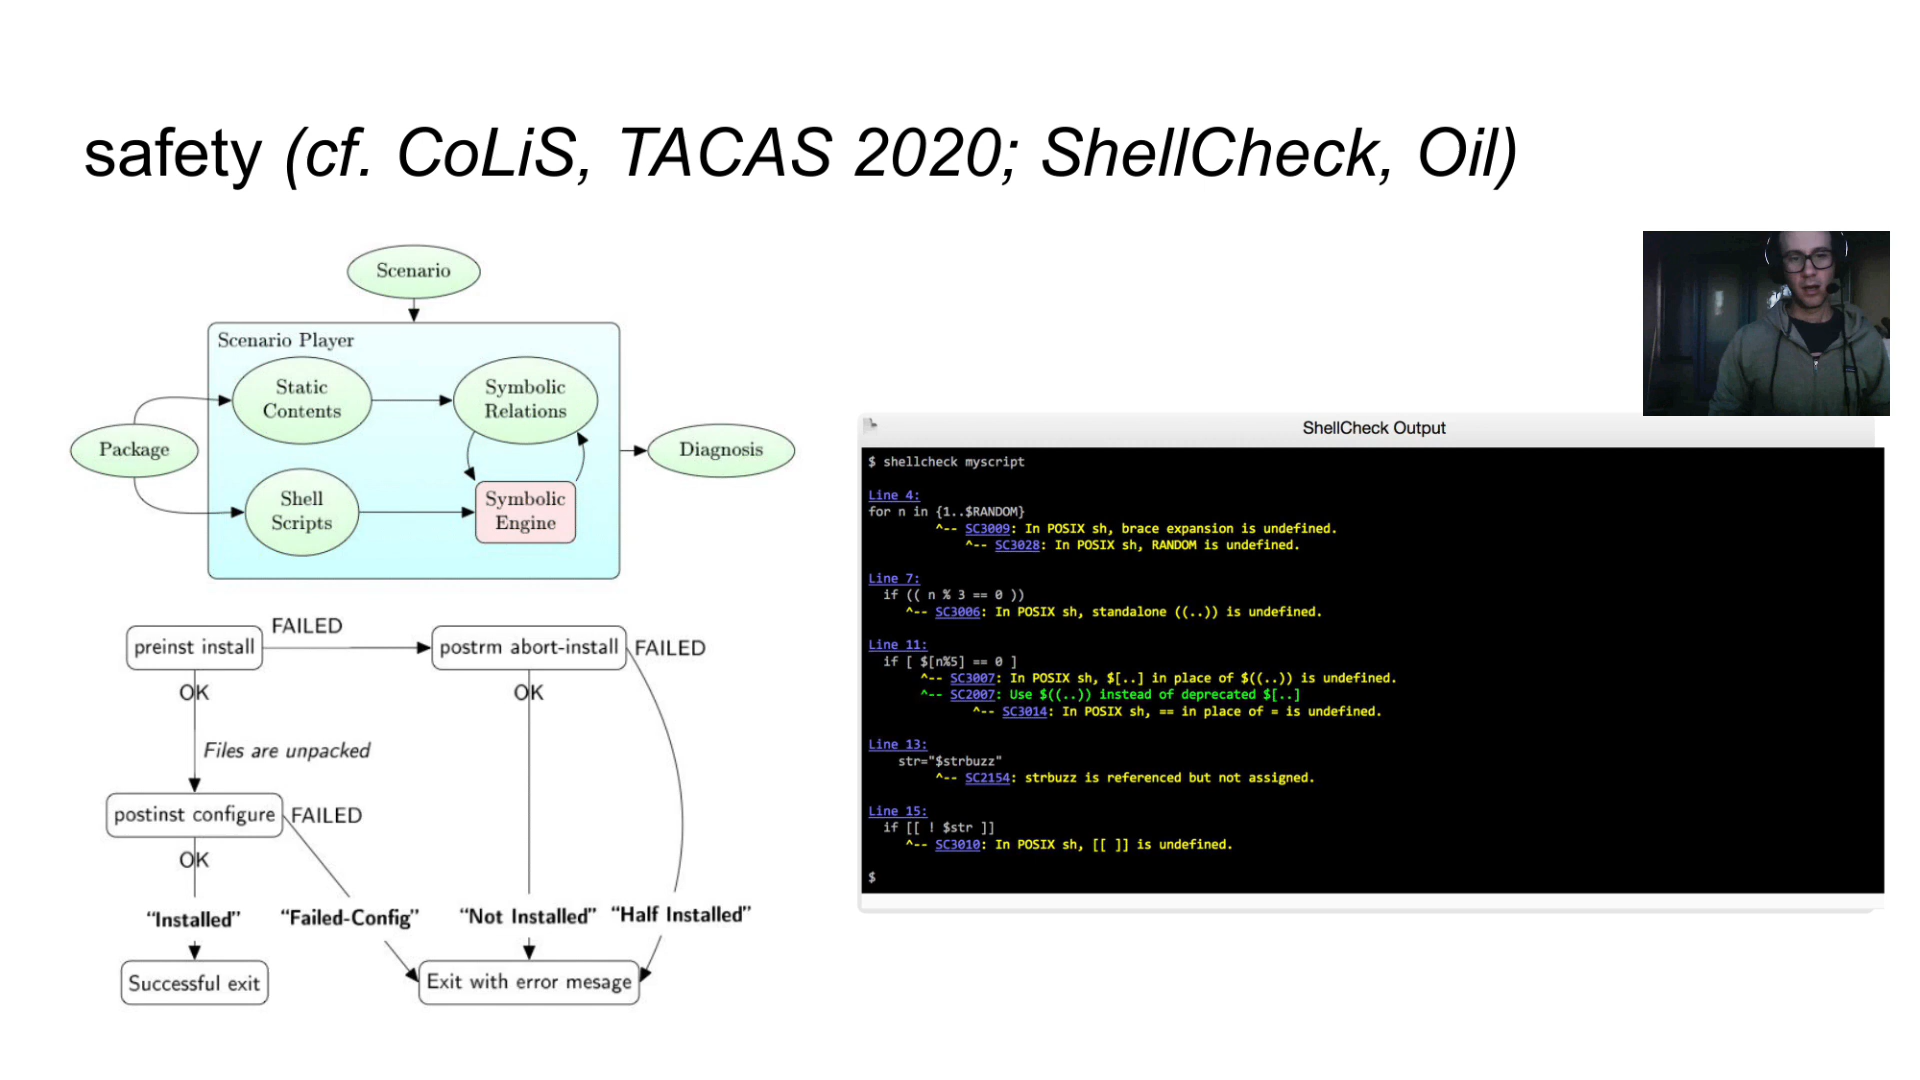 safety (cf. CoLiS, TACAS 2020; ShellCheck, Oil)
Scenario
Scenario Player
Static
Contents
Symbolic
Relations
Package
Diagnosis
Shell
Scripts
Symbolic
Engine
preinst install
FAILED
postrm abort-install
FAILED
OK
OK
Files are unpacked
postinst configure
FAILED
OK
“Installed”
“Failed-Config”
“Not Installed”
“Half Installed”
Successful exit
Exit with error mesage
ShellCheck Output
$ shellcheck myscript
Line 4:
for n in {1..$RANDOM}
^-- SC3009: In POSIX sh, brace expansion is undefined.
^-- SC3028: In POSIX sh, RANDOM is undefined.
Line 7:
if (( n % 3 == 0 ))
^-- SC3006: In POSIX sh, standalone ((..)) is undefined.
Line 11:
if [ $[n%5] == 0 ]
^-- SC3007: In POSIX sh, $[..] in place of $((..)) is undefined.
^-- SC2007: Use $((..)) instead of deprecated $[..]
^-- SC3014: In POSIX sh, == in place of = is undefined.
Line 13:
str="$strbuzz"
^-- SC2154: strbuzz is referenced but not assigned.
Line 15:
if [[ ! $str ]]
^-- SC3010: In POSIX sh, [[ ]] is undefined.
$